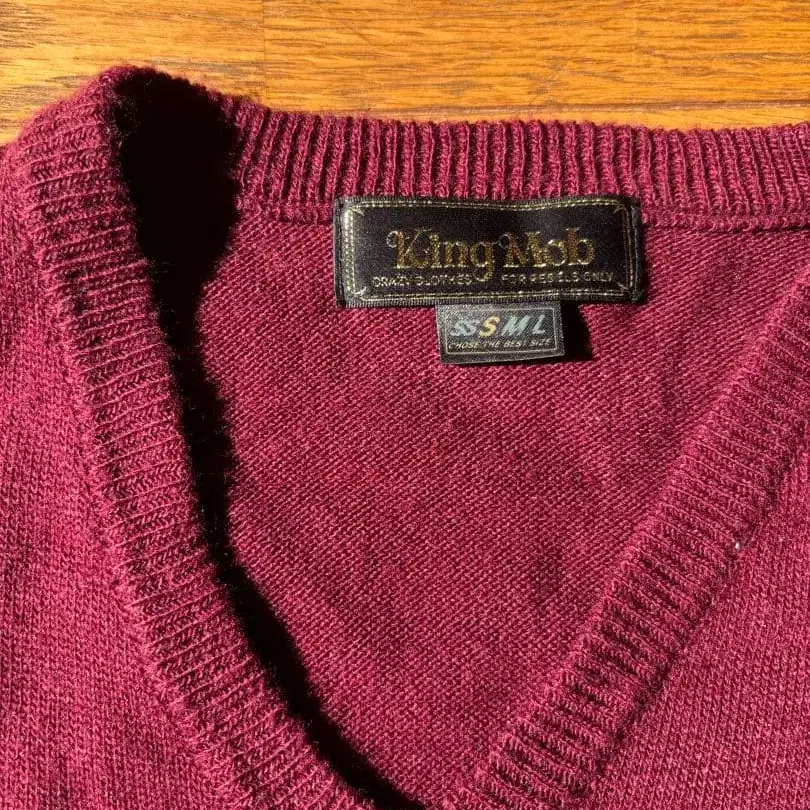 King Mob
CRAZY CLOTHES FOR REBELS ONLY
SS S M L
CHOSE THE BEST SIZE